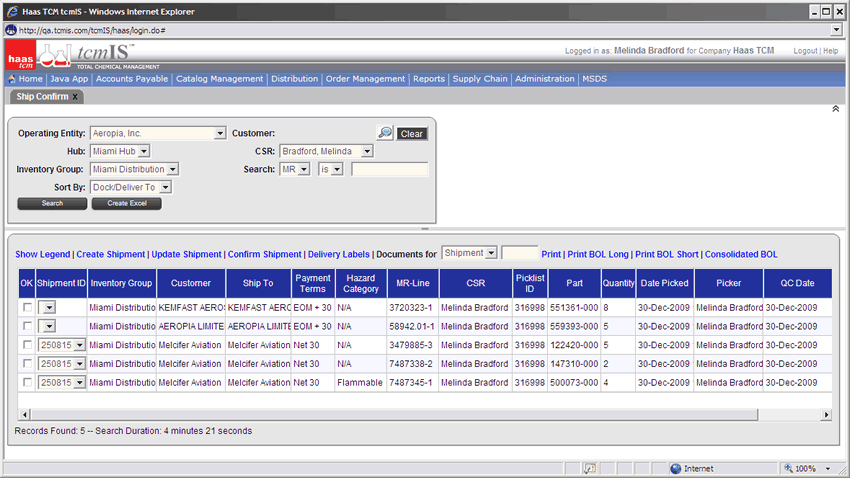 Haas TCM tcmIS - Windows Internet Explorer
http://qa.tcmis.com/tcmIS/haas/login.do#
haas tcm tcmIS TOTAL CHEMICAL MANAGEMENT Logged in as: Melinda Bradford for Company Haas TCM Logout | Help
Home | Java App | Accounts Payable | Catalog Management | Distribution | Order Management | Reports | Supply Chain | Administration | MSDS
Ship Confirm X
Operating Entity: Aeropia, Inc. Customer: Clear
Hub: Miami Hub CSR: Bradford, Melinda
Inventory Group: Miami Distribution Search: MR is
Sort By: Dock/Deliver To
Search Create Excel
Show Legend | Create Shipment | Update Shipment | Confirm Shipment | Delivery Labels | Documents for Shipment Print | Print BOL Long | Print BOL Short | Consolidated BOL
OK Shipment ID Inventory Group Customer Ship To Payment Terms Hazard Category MR-Line CSR Picklist ID Part Quantity Date Picked Picker QC Date
Miami Distributio KEMFAST AEROS KEMFAST AERO EOM + 30 N/A 3720323-1 Melinda Bradford 316998 551361-000 8 30-Dec-2009 Melinda Bradford 30-Dec-2009
Miami Distributio AEROPIA LIMITE AEROPIA LIMITE EOM + 30 N/A 58942.01-1 Melinda Bradford 316998 559393-000 5 30-Dec-2009 Melinda Bradford 30-Dec-2009
250815 Miami Distributio Melcifer Aviation Melcifer Aviation Net 30 N/A 3479885-3 Melinda Bradford 316998 122420-000 5 30-Dec-2009 Melinda Bradford 30-Dec-2009
250815 Miami Distributio Melcifer Aviation Melcifer Aviation Net 30 N/A 7487338-2 Melinda Bradford 316998 147310-000 2 30-Dec-2009 Melinda Bradford 30-Dec-2009
250815 Miami Distributio Melcifer Aviation Melcifer Aviation Net 30 Flammable 7487345-1 Melinda Bradford 316998 500073-000 4 30-Dec-2009 Melinda Bradford 30-Dec-2009
Records Found: 5 -- Search Duration: 4 minutes 21 seconds
Internet 100%